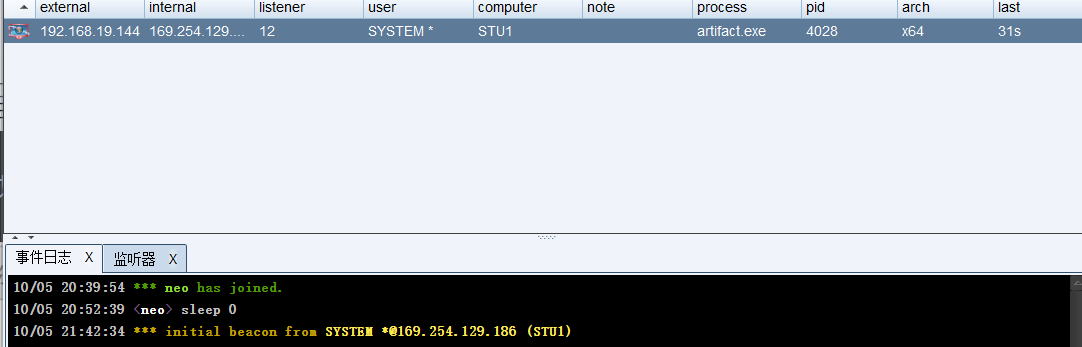 external internal listener user computer note process pid arch last
192.168.19.144 169.254.129.... 12 SYSTEM * STU1 artifact.exe 4028 x64 31s
事件日志 X 监听器 X
10/05 20:39:54 *** neo has joined.
10/05 20:52:39 <neo> sleep 0
10/05 21:42:34 *** initial beacon from SYSTEM *@169.254.129.186 (STU1)